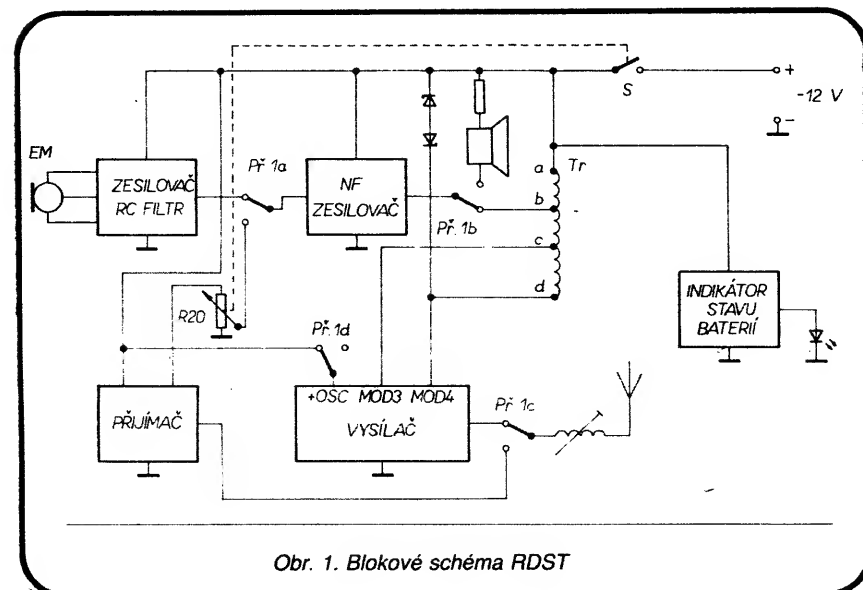 +
-12 V
-
S
EM
Př 1a
ZESILOVAČ
RC FILTR
NF
ZESILOVAČ
Př. 1b
a
Tr
b
c
d
R20
Př. 1d
INDIKÁTOR
STAVU
BATERIÍ
PŘIJÍMAČ
+OSC MOD3 MOD4
VYSÍLAČ
Př 1c
Obr. 1. Blokové schéma RDST